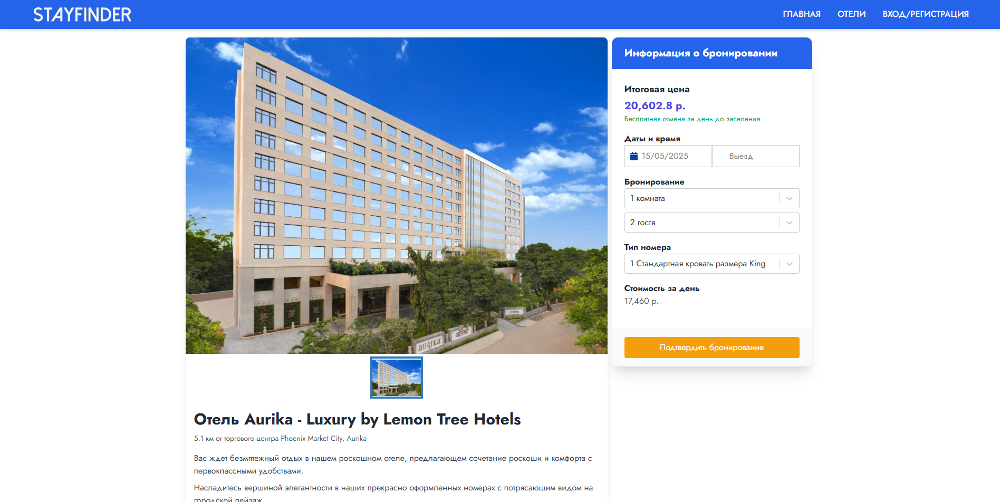 STAYFINDER
ГЛАВНАЯ ОТЕЛИ ВХОД/РЕГИСТРАЦИЯ
aurika
ऑरिका
HOTEL
Информация о бронировании
Итоговая цена
20,602.8 р.
Бесплатная отмена за день до заселения
Даты и время
15/05/2025 Выезд
Бронирование
1 комната
2 гостя
Тип номера
1 Стандартная кровать размера King
Стоимость за день
17,460 р.
Подтвердить бронирование
Отель Aurika - Luxury by Lemon Tree Hotels
5.1 км от торгового центра Phoenix Market City, Aurika
Вас ждет безмятежный отдых в нашем роскошном отеле, предлагающем сочетание роскоши и комфорта с
первоклассными удобствами.
Насладитесь вершиной элегантности в наших прекрасно оформленных номерах с потрясающим видом на
городской пейзаж.